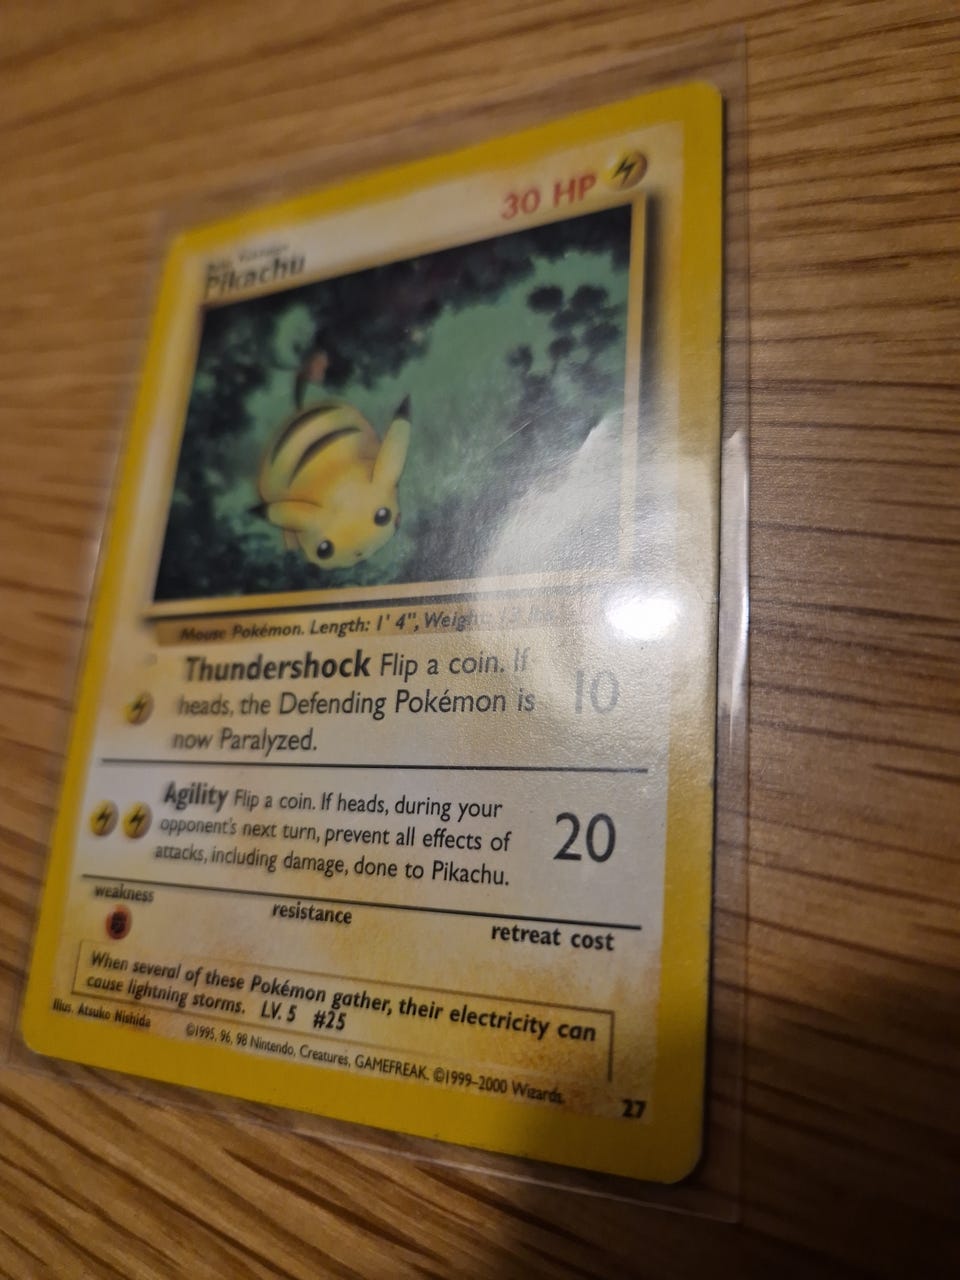 30 HP
Pikachu
Mouse Pokémon. Length: 1' 4", Weight: 13 lbs.
Thundershock Flip a coin. If
heads, the Defending Pokémon is
now Paralyzed.
10
Agility Flip a coin. If heads, during your
opponent's next turn, prevent all effects of
attacks, including damage, done to Pikachu.
20
weakness
resistance
retreat cost
When several of these Pokémon gather, their electricity can
cause lightning storms. LV. 5 #25
Illus. Atsuko Nishida
©1995, 96, 98 Nintendo, Creatures, GAMEFREAK. ©1999-2000 Wizards.
27